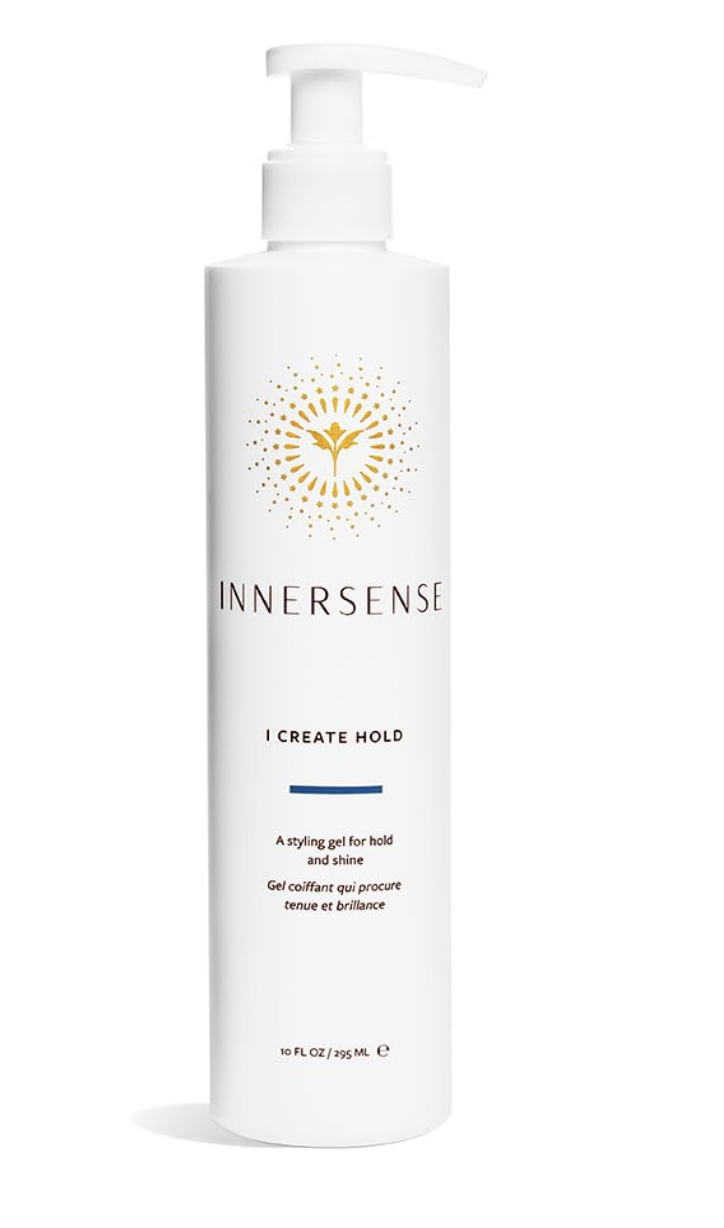 INNERSENSE
I CREATE HOLD
A styling gel for hold
and shine
Gel coiffant qui procure
tenue et brillance
10 FL OZ / 295 ML ℮